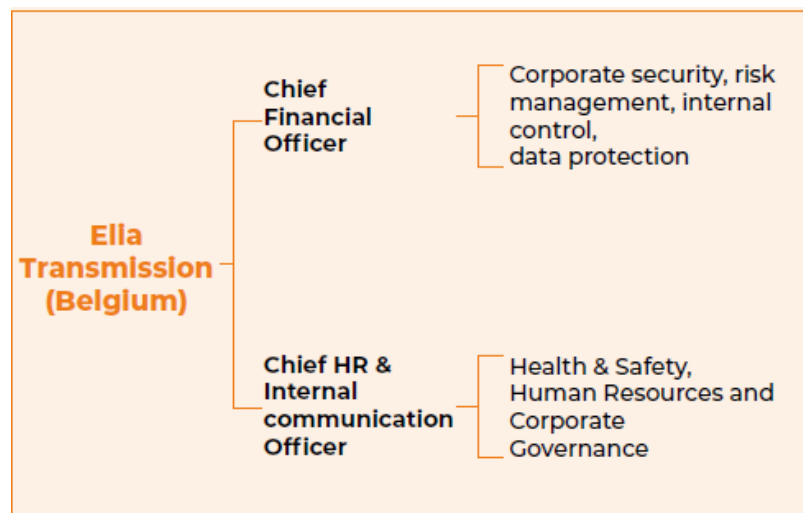 Chief
Financial
Officer
Corporate security, risk
management, internal
control,
data protection
Elia
Transmission
(Belgium)
Chief HR &
Internal
communication
Officer
Health & Safety,
Human Resources and
Corporate
Governance